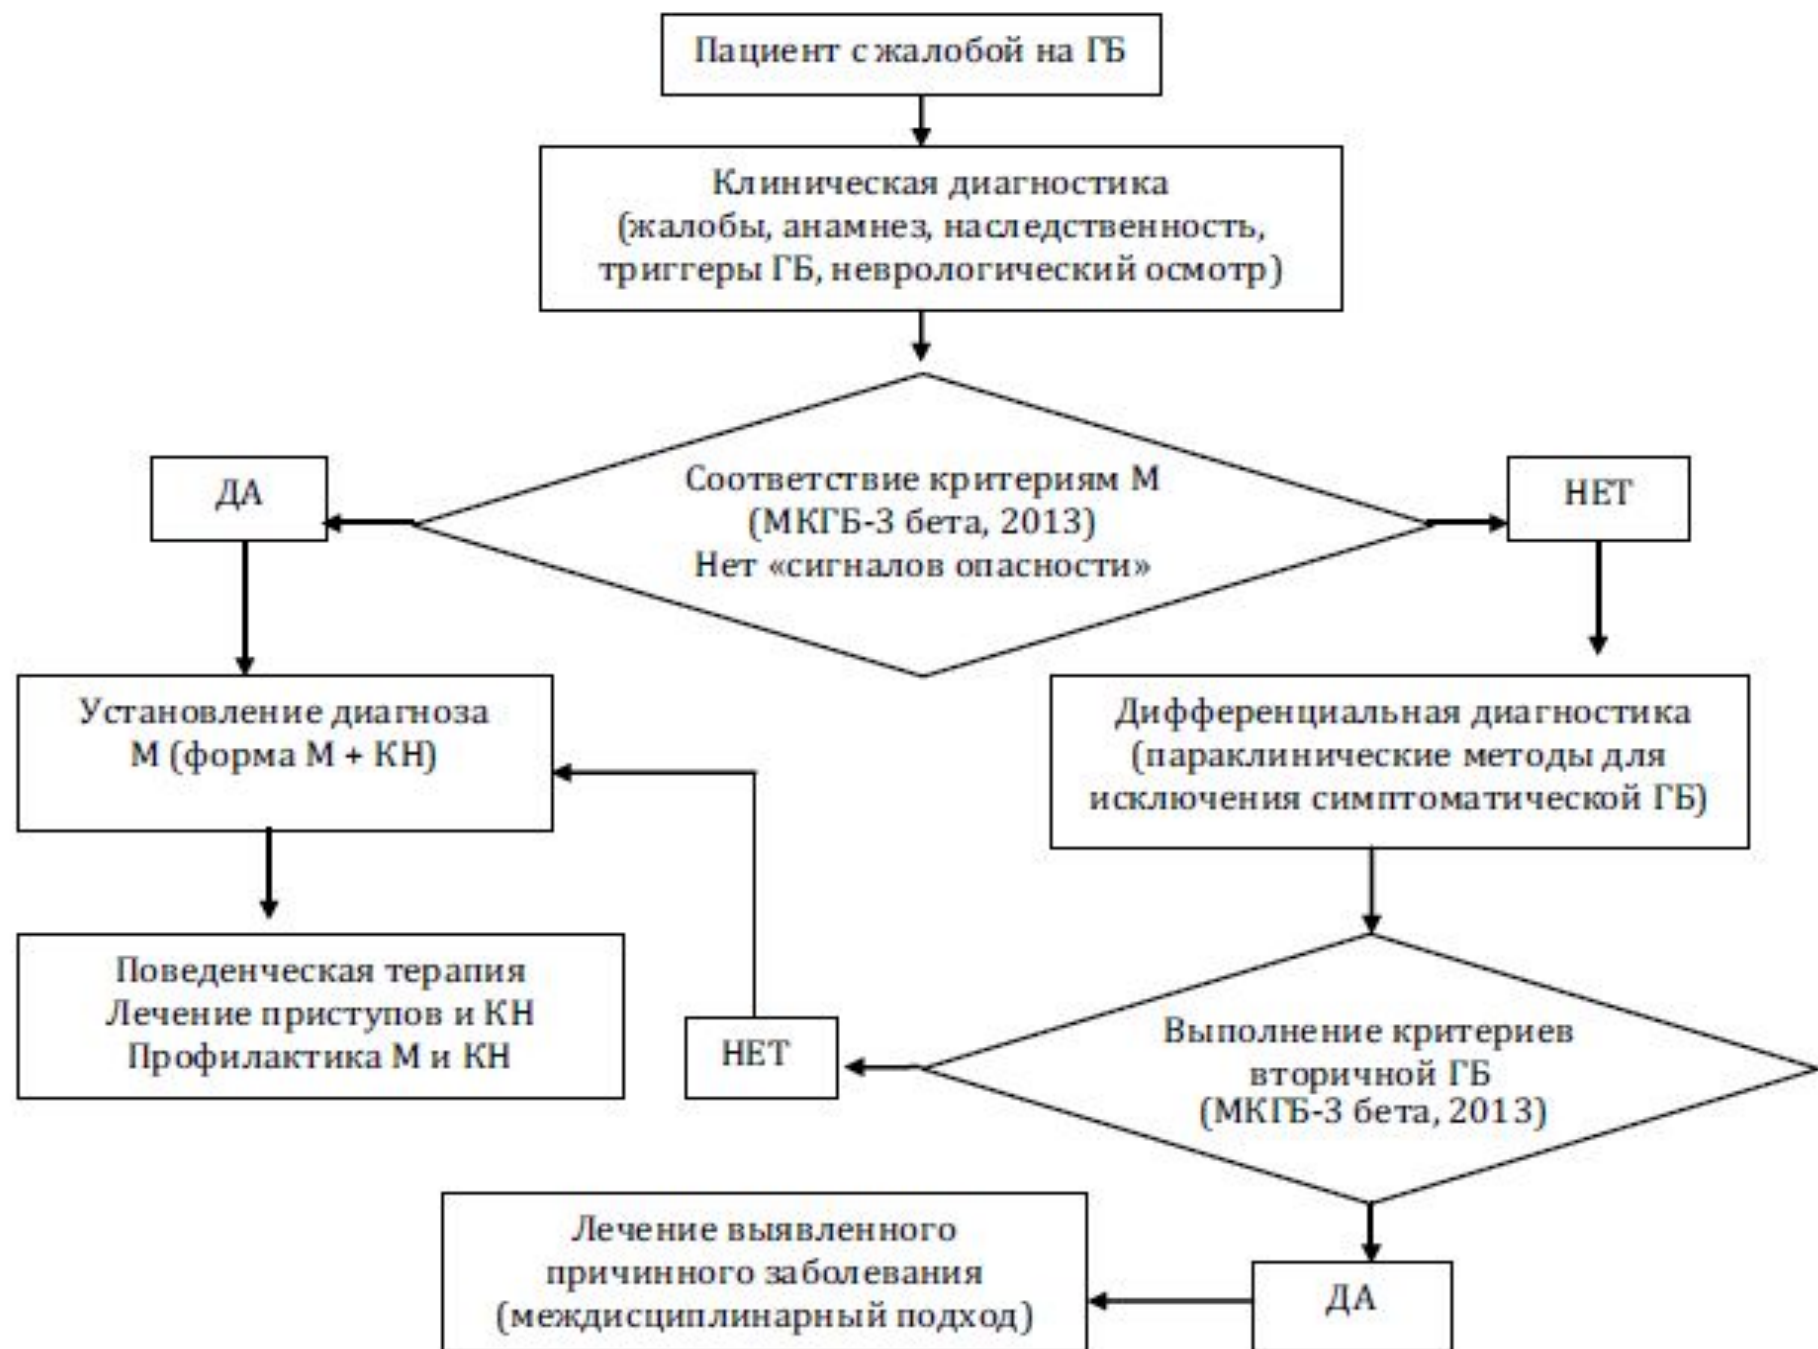 Пациент с жалобой на ГБ
Клиническая диагностика
(жалобы, анамнез, наследственность,
триггеры ГБ, неврологический осмотр)
ДА
Соответствие критериям М
(МКГБ-3 бета, 2013)
Нет «сигналов опасности»
НЕТ
Установление диагноза
М (форма М + КН)
Дифференциальная диагностика
(параклинические методы для
исключения симптоматической ГБ)
Поведенческая терапия
Лечение приступов и КН
Профилактика М и КН
НЕТ
Выполнение критериев
вторичной ГБ
(МКГБ-3 бета, 2013)
Лечение выявленного
причинного заболевания
(междисциплинарный подход)
ДА